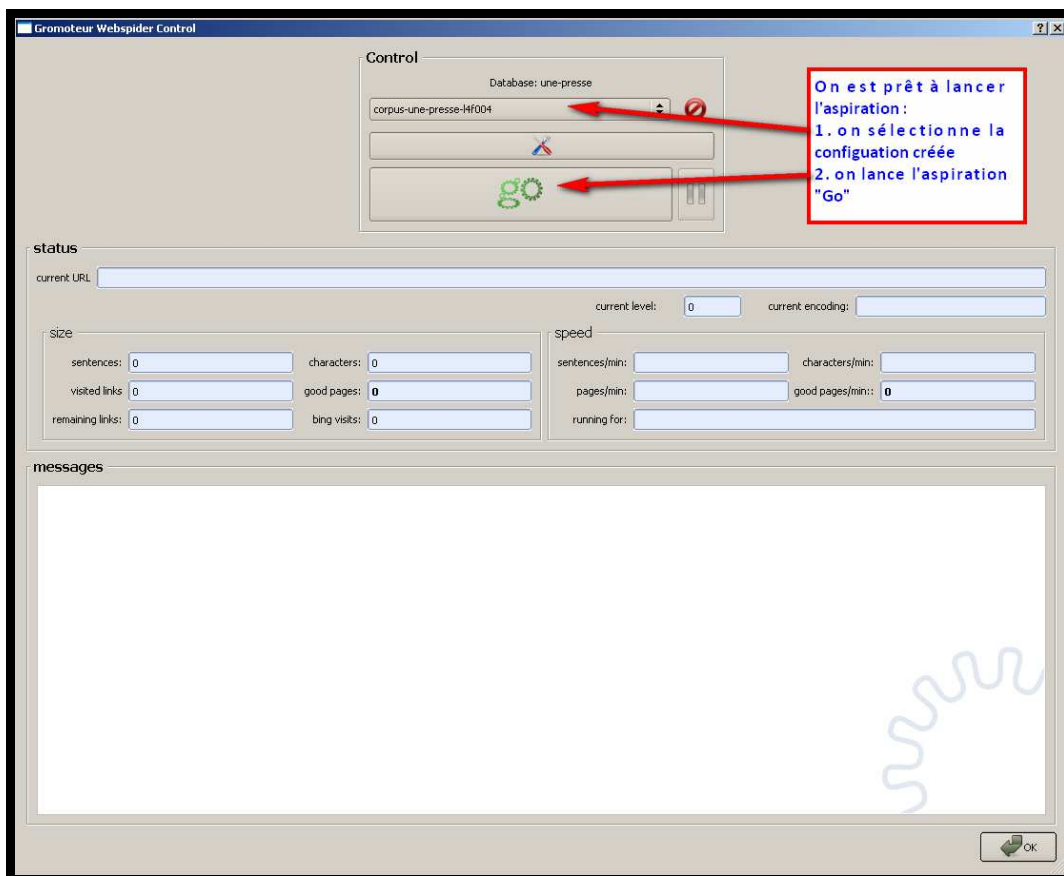 Gromoteur Webspider Control
Control
Database: une-presse
corpus-une-presse-l4f004
go
On est prêt à lancer
l'aspiration :
1. on sélectionne la
configuation créée
2. on lance l'aspiration
"Go"
status
current URL
current level: 0 current encoding:
size
sentences: 0 characters: 0
visited links 0 good pages: 0
remaining links: 0 bing visits: 0
speed
sentences/min: characters/min:
pages/min: good pages/min:: 0
running for:
messages
OK